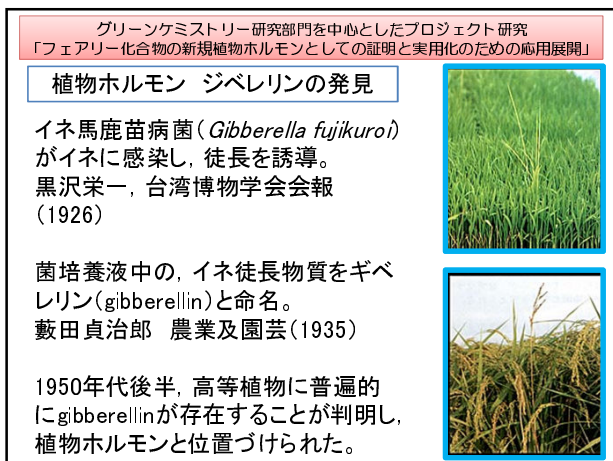 グリーンケミストリー研究部門を中心としたプロジェクト研究
「フェアリー化合物の新規植物ホルモンとしての証明と実用化のための応用展開」
植物ホルモン　ジベレリンの発見
イネ馬鹿苗病菌（Gibberella fujikuroi）
がイネに感染し，徒長を誘導。
黒沢栄一，台湾博物学会会報
（1926）
菌培養液中の，イネ徒長物質をギベ
レリン（gibberellin）と命名。
藪田貞治郎　農業及園芸（1935）
1950年代後半，高等植物に普遍的
にgibberellinが存在することが判明し，
植物ホルモンと位置づけられた。